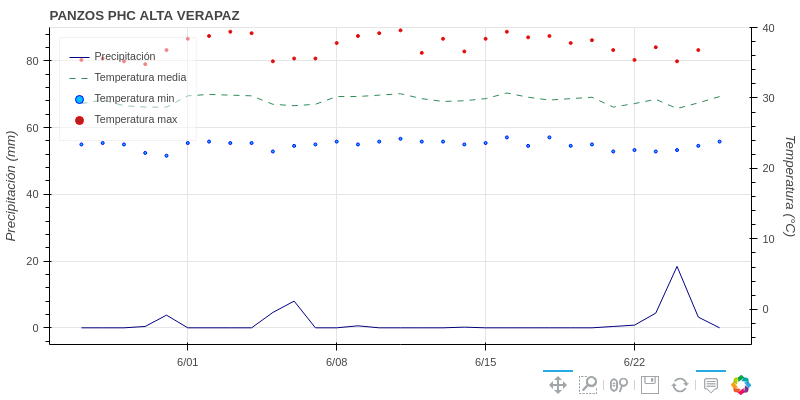 PANZOS PHC ALTA VERAPAZ
Precipitación
Temperatura media
Temperatura min
Temperatura max
Precipitación (mm)
80
60
40
20
0
Temperatura (°C)
40
30
20
10
0
6/01
6/08
6/15
6/22